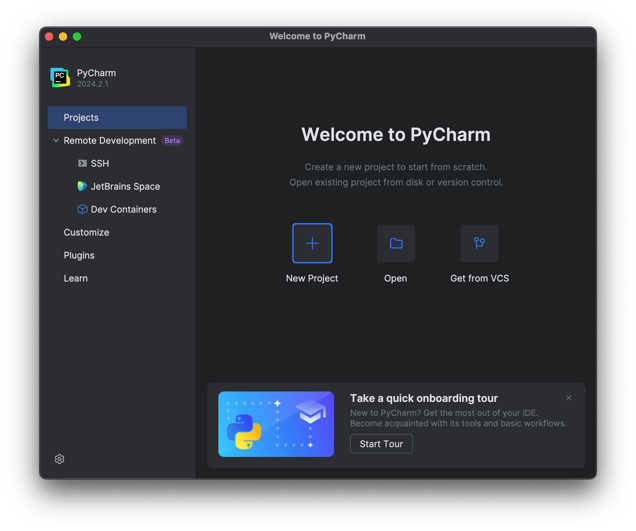 Welcome to PyCharm
PC
PyCharm
2024.2.1
Projects
Remote Development Beta
SSH
JetBrains Space
Dev Containers
Customize
Plugins
Learn
Welcome to PyCharm
Create a new project to start from scratch.
Open existing project from disk or version control.
New Project
Open
Get from VCS
Take a quick onboarding tour
New to PyCharm? Get the most out of your IDE.
Become acquainted with its tools and basic workflows.
Start Tour